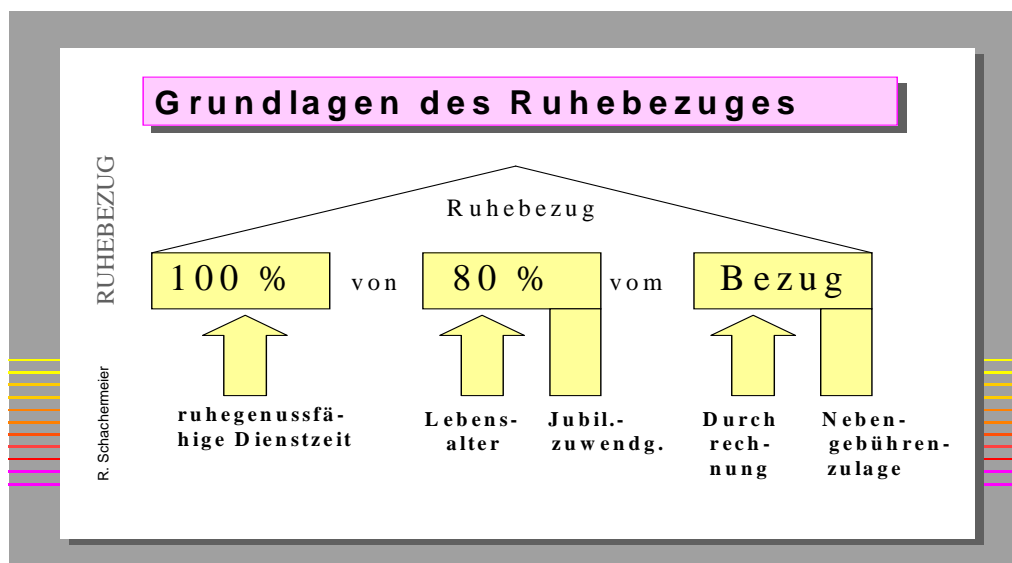 Grundlagen des Ruhebezuges
RUHEBEZUG
R. Schachermeier
Ruhebezug
100 % von 80 % vom Bezug
ruhegenussfä-
hige Dienstzeit
Lebens-
alter
Jubil.-
zuwendg.
Durch
rech-
nung
Neben-
gebühren-
zulage